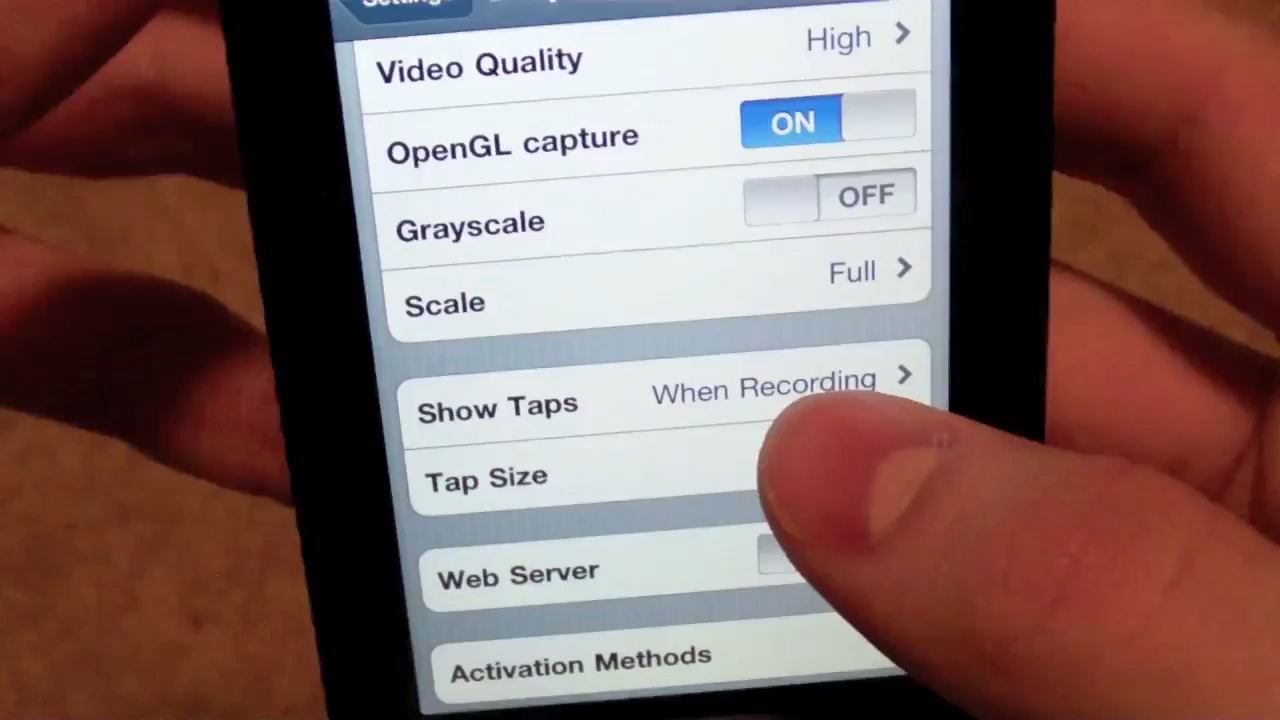 Settings
Video Quality High
OpenGL capture ON
Grayscale OFF
Scale Full
Show Taps When Recording
Tap Size
Web Server
Activation Methods